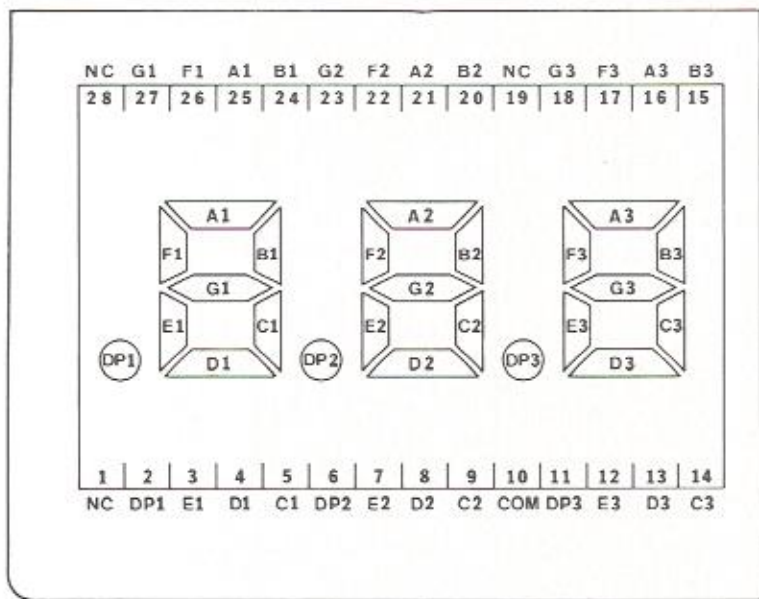 NC G1 F1 A1 B1 G2 F2 A2 B2 NC G3 F3 A3 B3
28 27 26 25 24 23 22 21 20 19 18 17 16 15
A1 A2 A3
F1 B1 F2 B2 F3 B3
G1 G2 G3
E1 C1 E2 C2 E3 C3
DP1 D1 DP2 D2 DP3 D3
1 2 3 4 5 6 7 8 9 10 11 12 13 14
NC DP1 E1 D1 C1 DP2 E2 D2 C2 COM DP3 E3 D3 C3